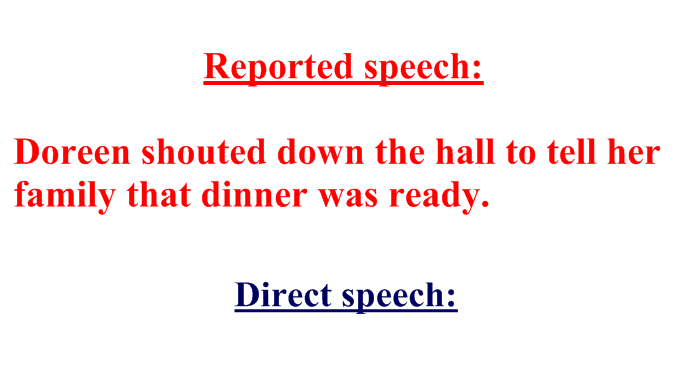 Reported speech:
Doreen shouted down the hall to tell her
family that dinner was ready.
Direct speech: